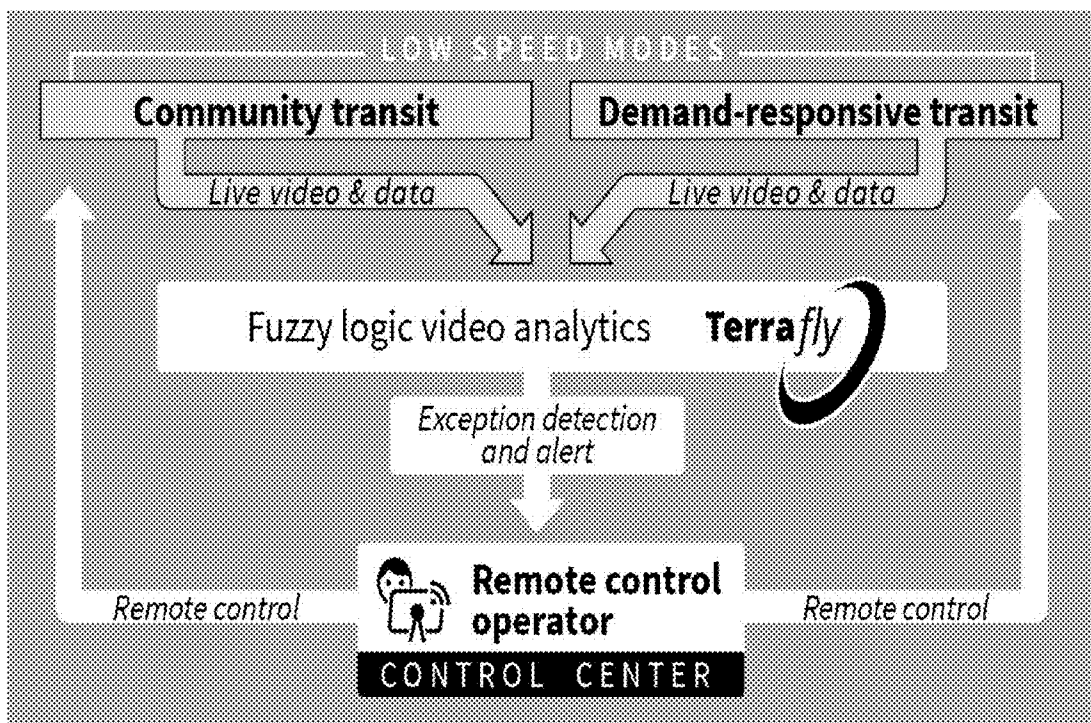 LOW SPEED MODES
Community transit
Demand-responsive transit
Live video & data
Live video & data
Fuzzy logic video analytics
Terrafly
Exception detection
and alert
Remote control
Remote control
operator
Remote control
CONTROL CENTER